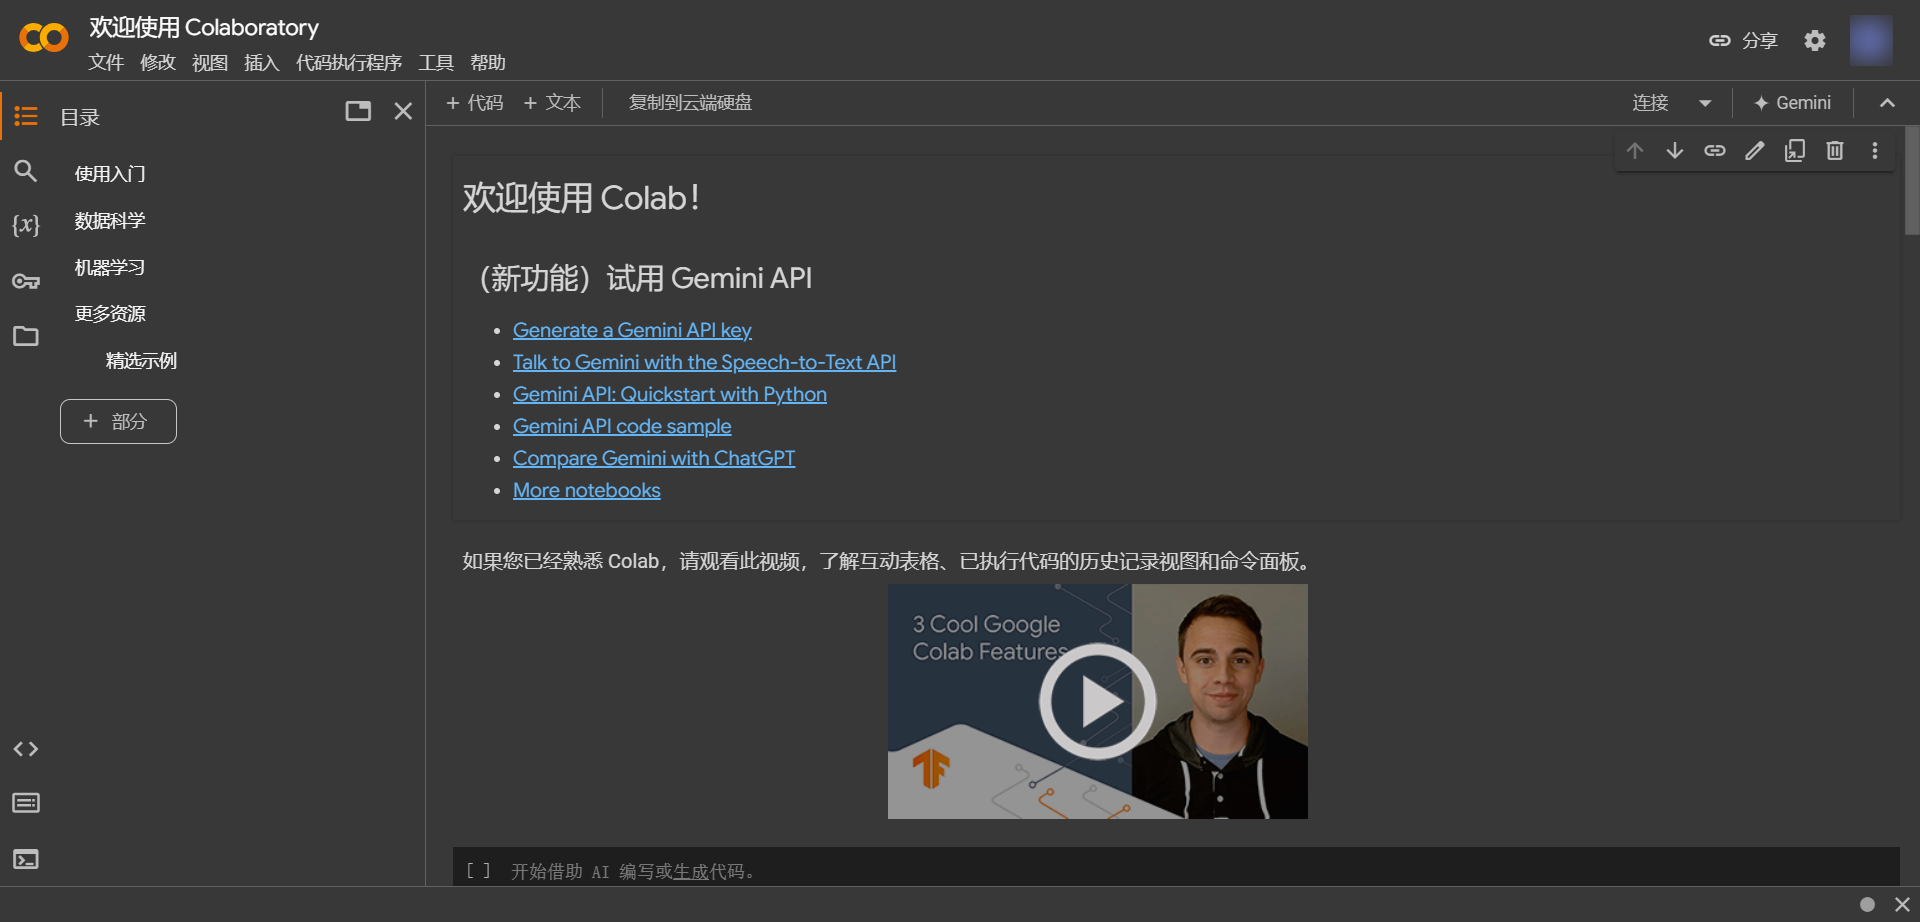 欢迎使用 Colaboratory
文件 修改 视图 插入 代码执行程序 工具 帮助
分享
目录
使用入门
数据科学
机器学习
更多资源
精选示例
+ 部分
+ 代码 + 文本 复制到云端硬盘
连接 Gemini
欢迎使用 Colab!
（新功能）试用 Gemini API
• Generate a Gemini API key
• Talk to Gemini with the Speech-to-Text API
• Gemini API: Quickstart with Python
• Gemini API code sample
• Compare Gemini with ChatGPT
• More notebooks
如果您已经熟悉 Colab，请观看此视频，了解互动表格、已执行代码的历史记录视图和命令面板。
3 Cool Google
Colab Features
[ ] 开始借助 AI 编写或生成代码。